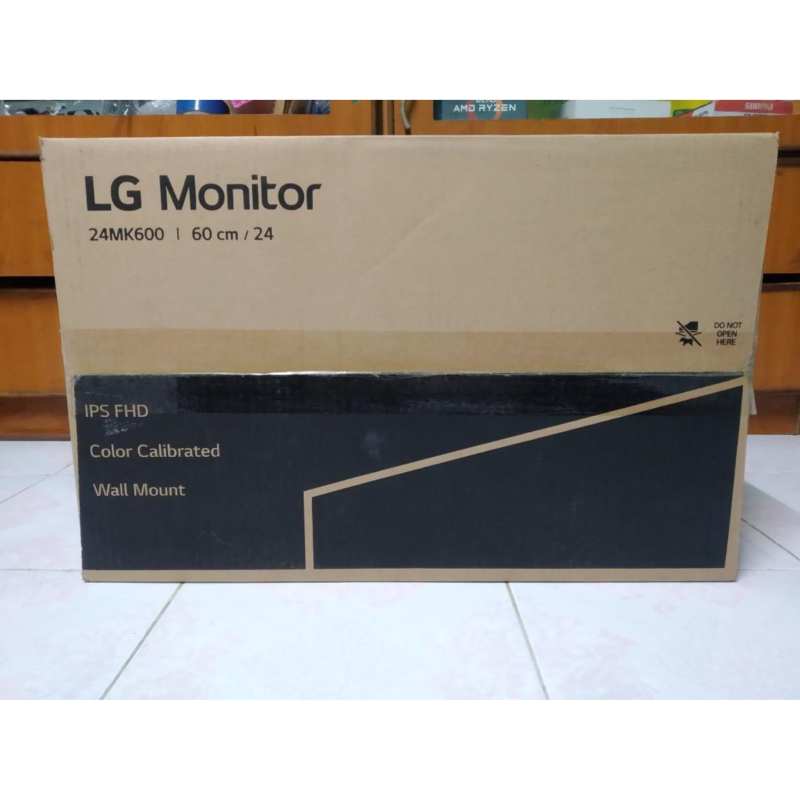 AMD RYZEN
LG Monitor
24MK600 | 60 cm / 24
DO NOT
OPEN
HERE
IPS FHD
Color Calibrated
Wall Mount